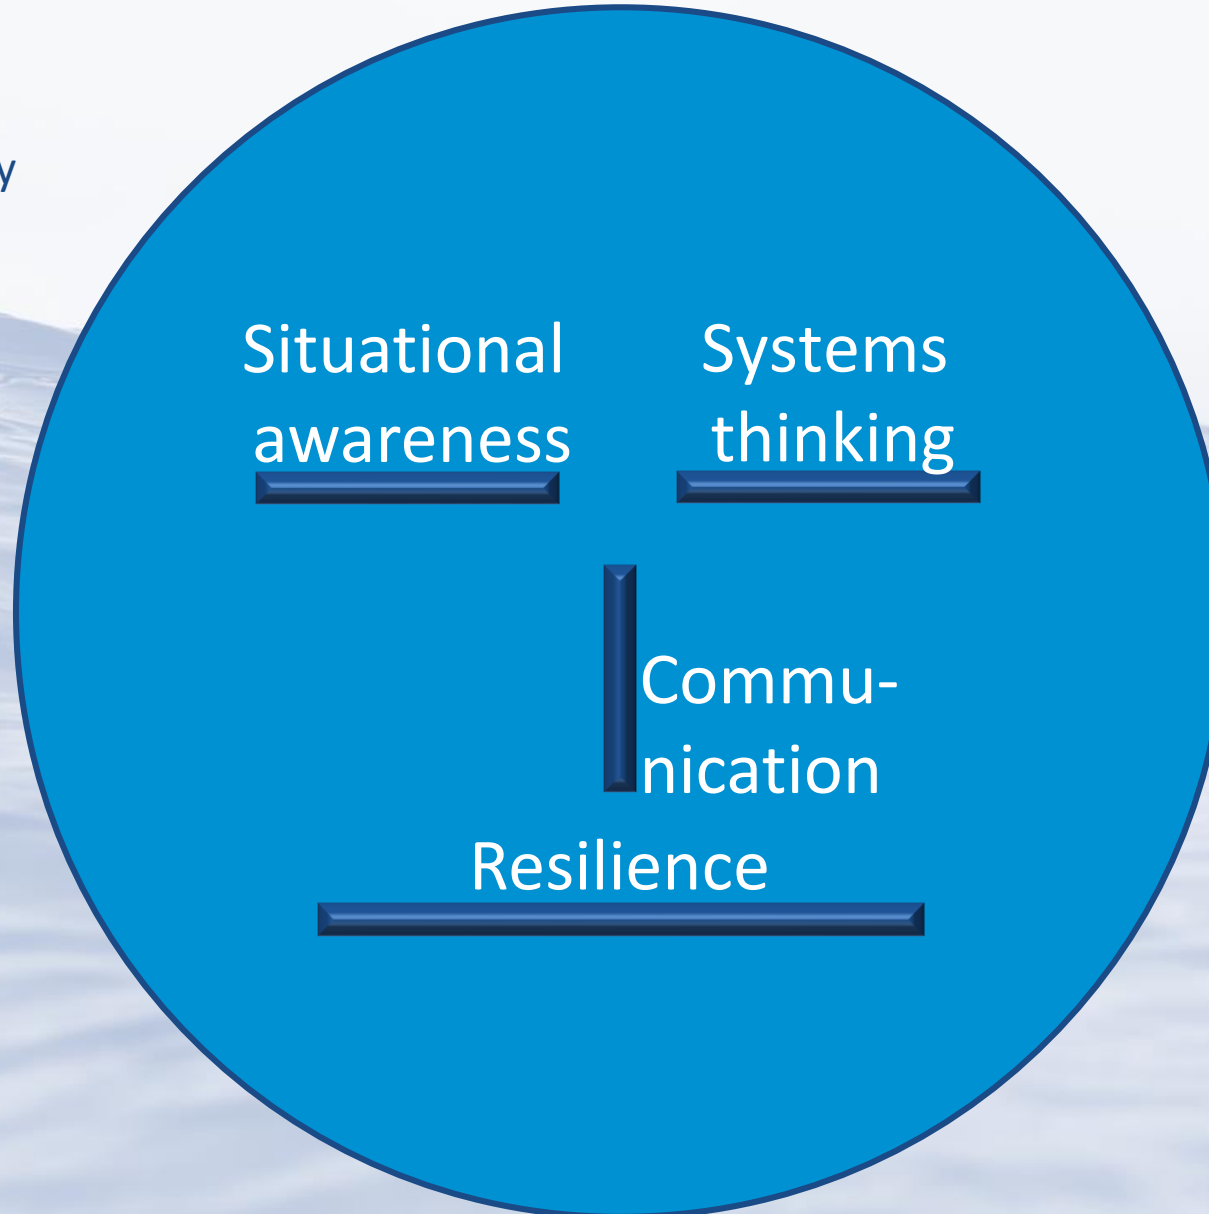 y
Situational
awareness
Systems
thinking
Commu-
nication
Resilience